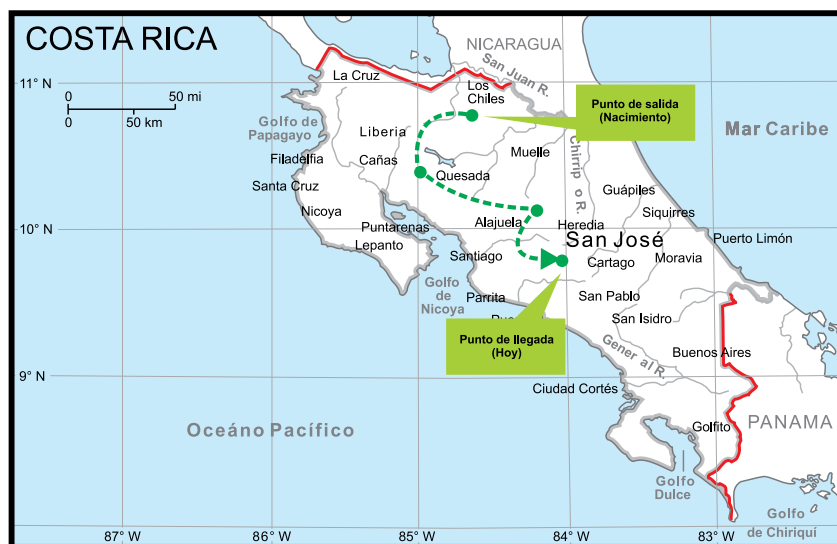 COSTA RICA
NICARAGUA
San Juan R.
11° N
La Cruz
Los
Chiles
0 50 mi
0 50 km
Punto de salida
(Nacimiento)
Golfo de
Papagayo
Liberia
Mar Caribe
Muelle
Chirrip o R.
Filadelfia
Cañas
Quesada
Santa Cruz
Guápiles
Nicoya
Siquirres
10° N
Puntarenas
Alajuela
Heredia
San José
Puerto Limón
Lepanto
Santiago
Cartago
Moravia
Golfo
de
Nicoya
Parrita
San Pablo
San Isidro
Punto de llegada
(Hoy)
General R.
Buenos Aires
9° N
Ciudad Cortés
Océano Pacífico
Golfito
PANAMA
Golfo
Dulce
Golfo
de Chiriquí
87° W
86° W
85° W
84° W
83° W